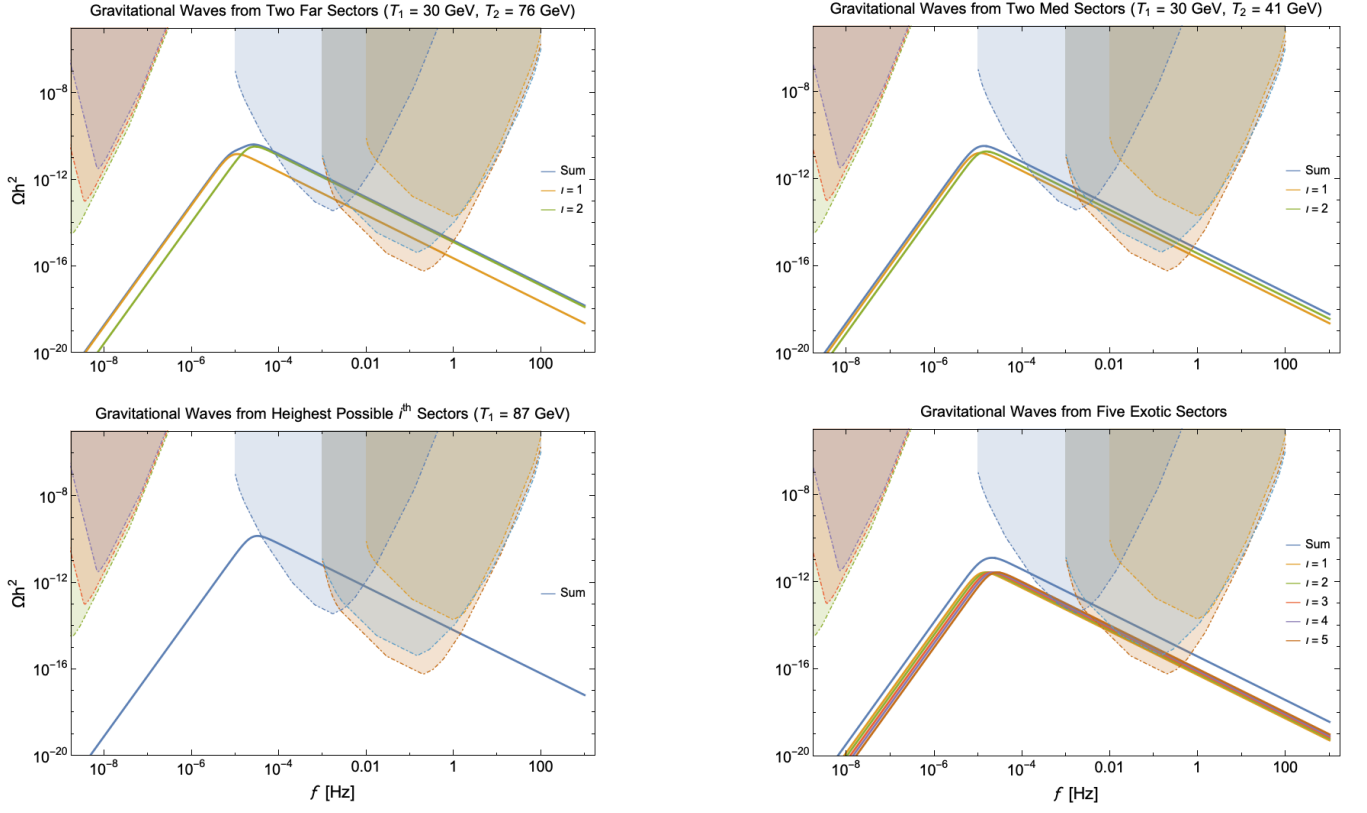 Gravitational Waves from Two Far Sectors (T₁ = 30 GeV, T₂ = 76 GeV)
Ωh²
10⁻⁸
10⁻¹²
10⁻¹⁶
10⁻²⁰
10⁻⁸
10⁻⁶
10⁻⁴
0.01
1
100
Sum
ı = 1
ı = 2
Gravitational Waves from Two Med Sectors (T₁ = 30 GeV, T₂ = 41 GeV)
10⁻⁸
10⁻¹²
10⁻¹⁶
10⁻²⁰
10⁻⁸
10⁻⁶
10⁻⁴
0.01
1
100
Sum
ı = 1
ı = 2
Gravitational Waves from Heighest Possible iᵗʰ Sectors (T₁ = 87 GeV)
Ωh²
10⁻⁸
10⁻¹²
10⁻¹⁶
10⁻²⁰
10⁻⁸
10⁻⁶
10⁻⁴
0.01
1
100
f [Hz]
Sum
Gravitational Waves from Five Exotic Sectors
10⁻⁸
10⁻¹²
10⁻¹⁶
10⁻²⁰
10⁻⁸
10⁻⁶
10⁻⁴
0.01
1
100
f [Hz]
Sum
ı = 1
ı = 2
ı = 3
ı = 4
ı = 5